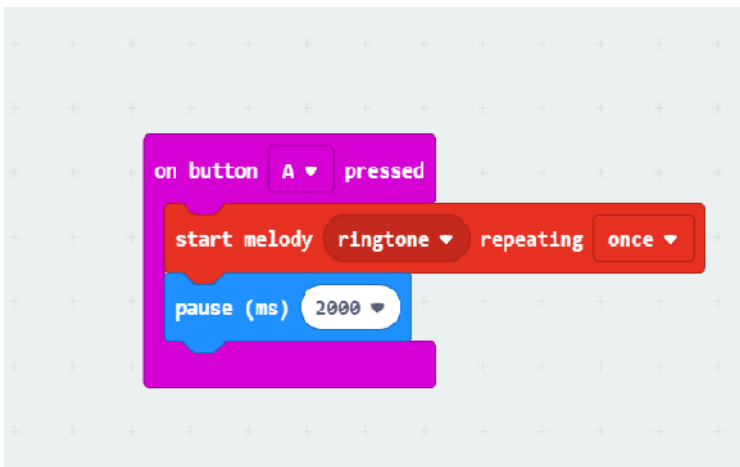 on button A pressed
start melody ringtone repeating once
pause (ms) 2000